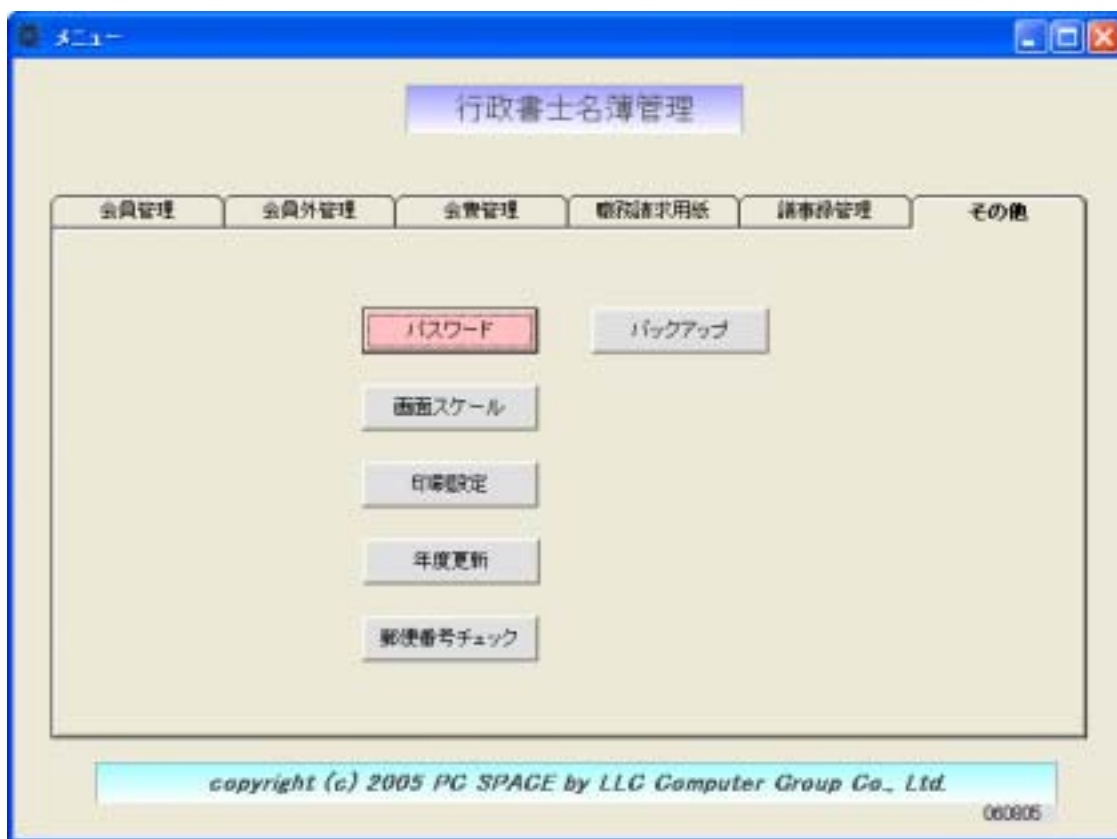 メニュー
行政書士名簿管理
会員管理 会員外管理 会費管理 職務請求用紙 議事録管理 その他
パスワード バックアップ
画面スケール
印刷設定
年度更新
郵便番号チェック
copyright (c) 2005 PC SPACE by LLC Computer Group Co., Ltd.
060805